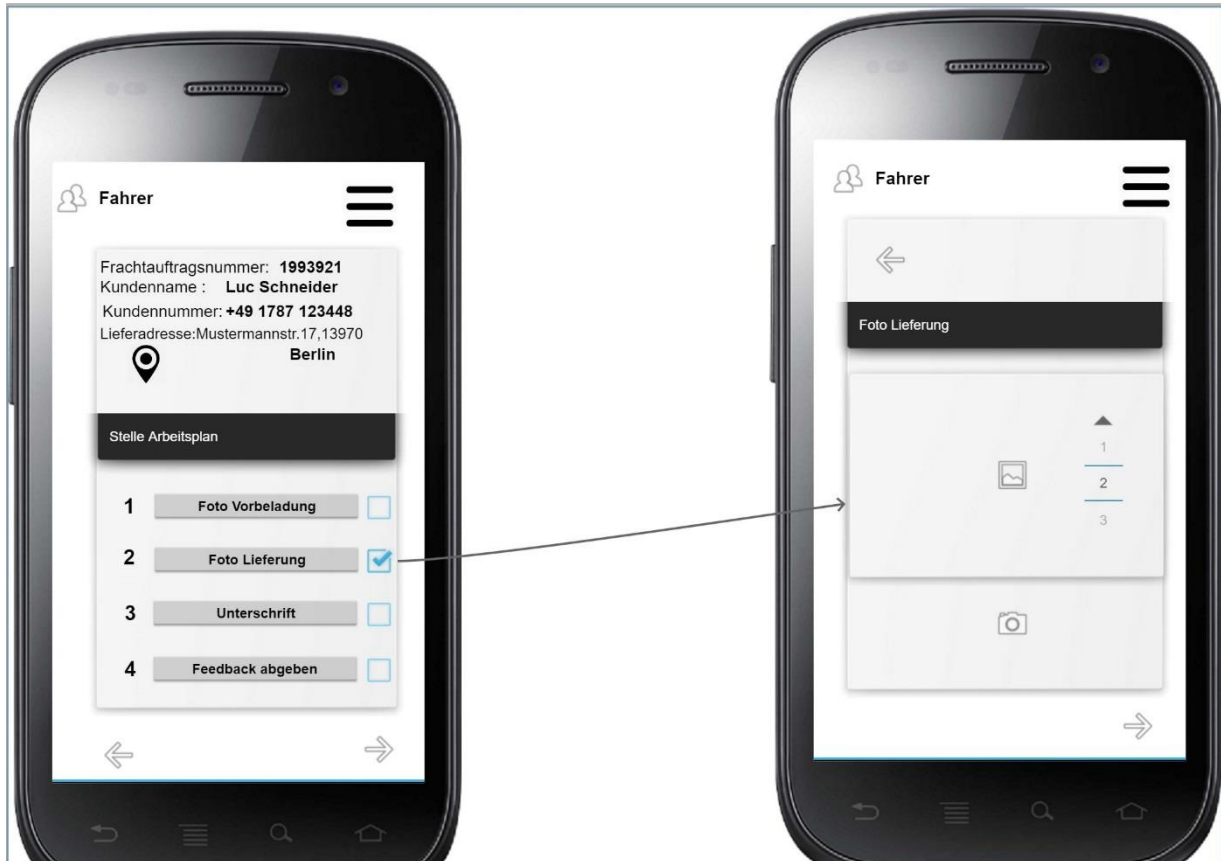 Fahrer
Frachtauftragsnummer: 1993921
Kundenname : Luc Schneider
Kundennummer: +49 1787 123448
Lieferadresse:Mustermannstr.17,13970
Berlin
Stelle Arbeitsplan
1 Foto Vorbeladung
2 Foto Lieferung
3 Unterschrift
4 Feedback abgeben
Fahrer
Foto Lieferung
1
2
3